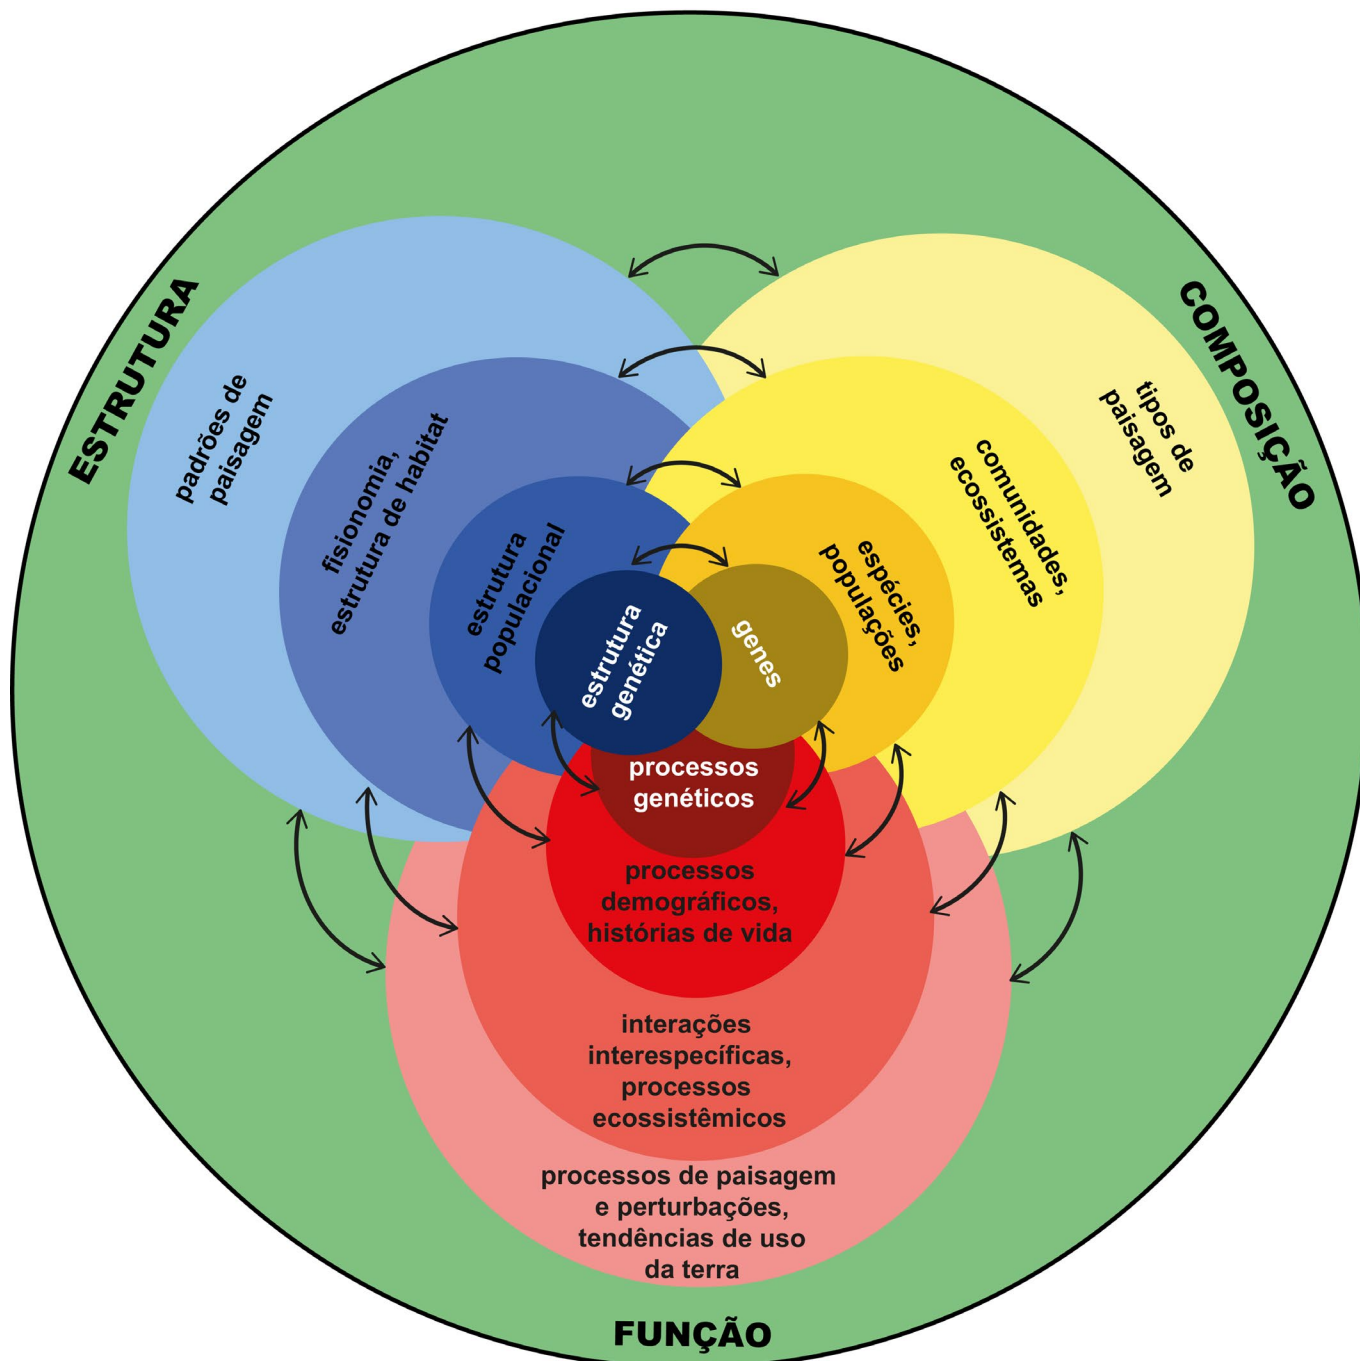 ESTRUTURA
padrões de
paisagem
fisionomia,
estrutura de habitat
estrutura
populacional
estrutura
genética
COMPOSIÇÃO
tipos de
paisagem
comunidades,
ecossistemas
espécies,
populações
genes
processos
genéticos
processos
demográficos,
histórias de vida
interações
interespecíficas,
processos
ecossistêmicos
processos de paisagem
e perturbações,
tendências de uso
da terra
FUNÇÃO